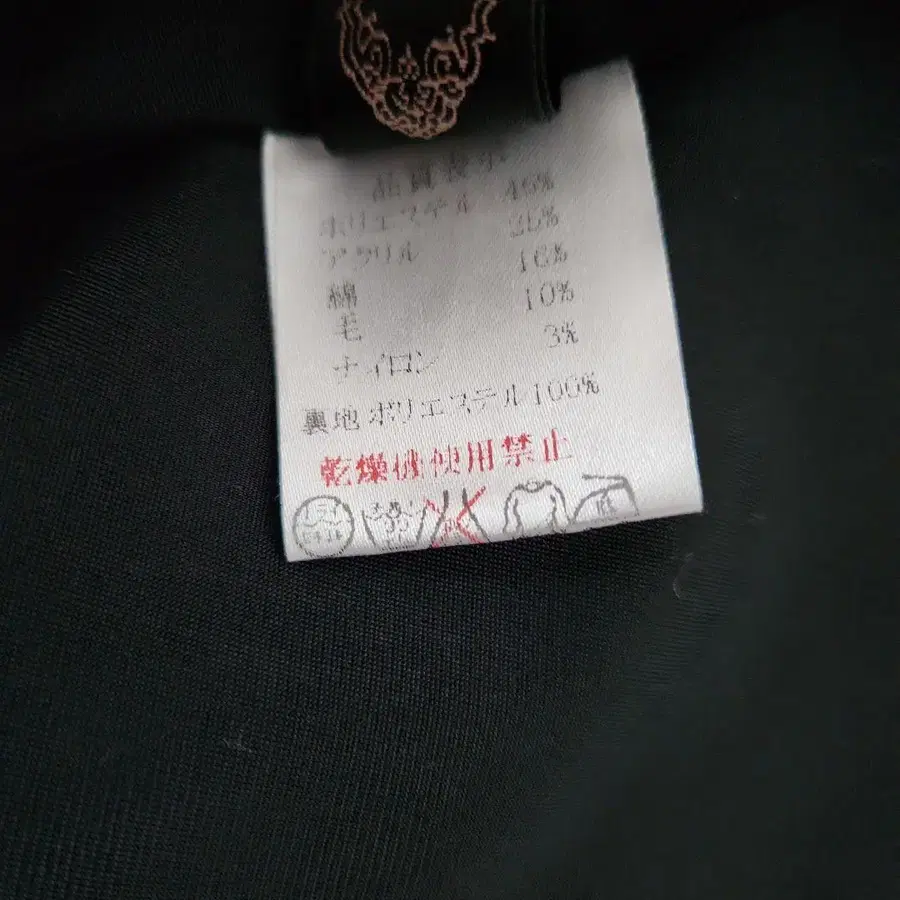 品質表示
ポリエステル 46%
アクリル 25%
綿 16%
毛 10%
ナイロン 3%
裏地 ポリエステル100%
乾燥機使用禁止